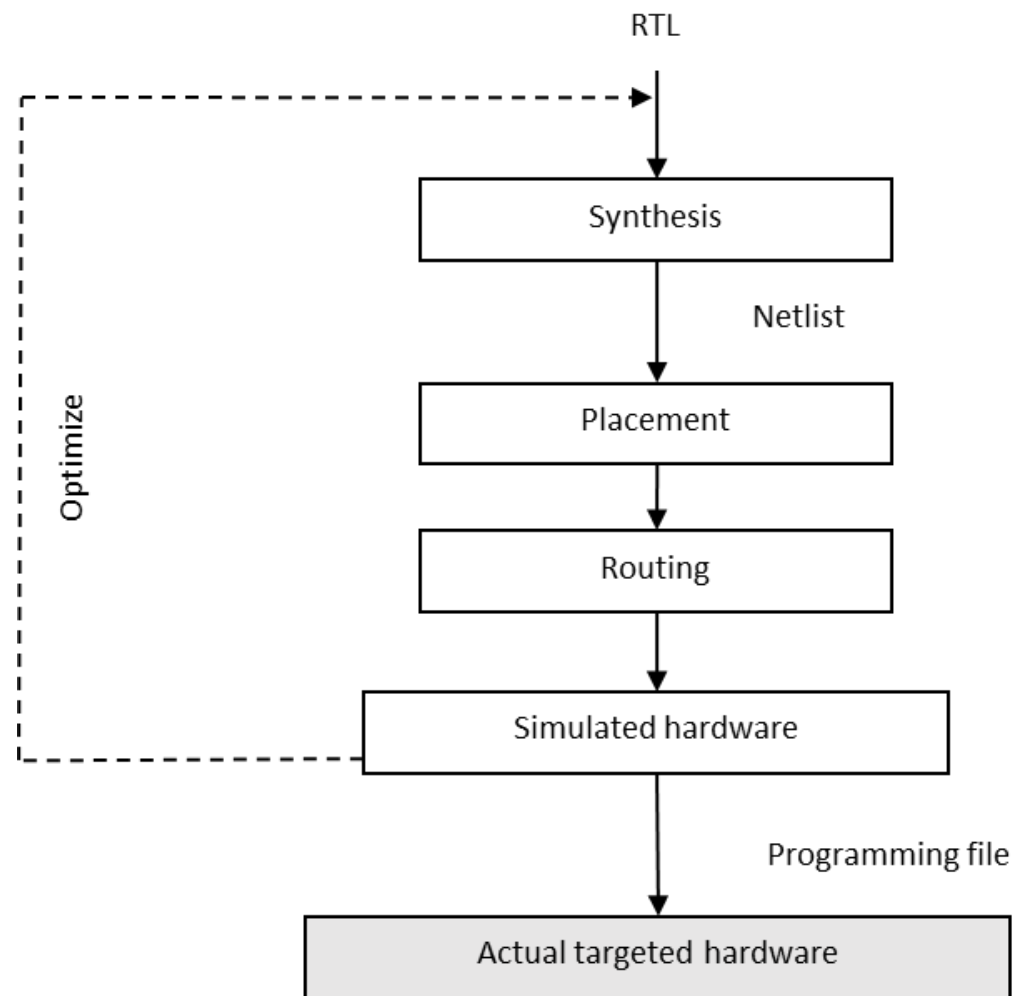 RTL
Synthesis
Netlist
Placement
Optimize
Routing
Simulated hardware
Programming file
Actual targeted hardware